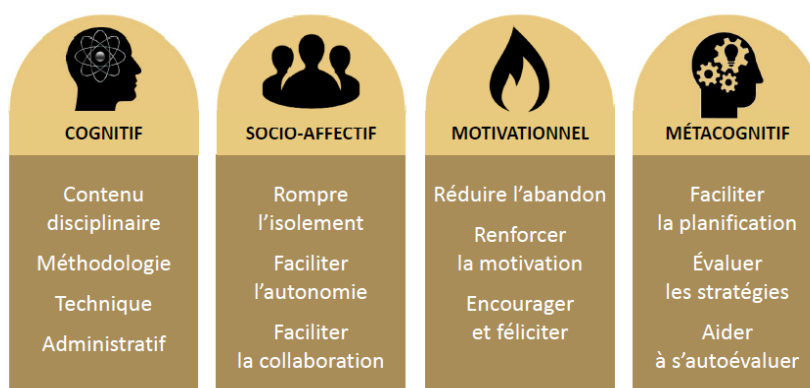 COGNITIF
Contenu
disciplinaire
Méthodologie
Technique
Administratif
SOCIO-AFFECTIF
Rompre
l'isolement
Faciliter
l'autonomie
Faciliter
la collaboration
MOTIVATIONNEL
Réduire l'abandon
Renforcer
la motivation
Encourager
et féliciter
MÉTACOGNITIF
Faciliter
la planification
Évaluer
les stratégies
Aider
à s'autoévaluer